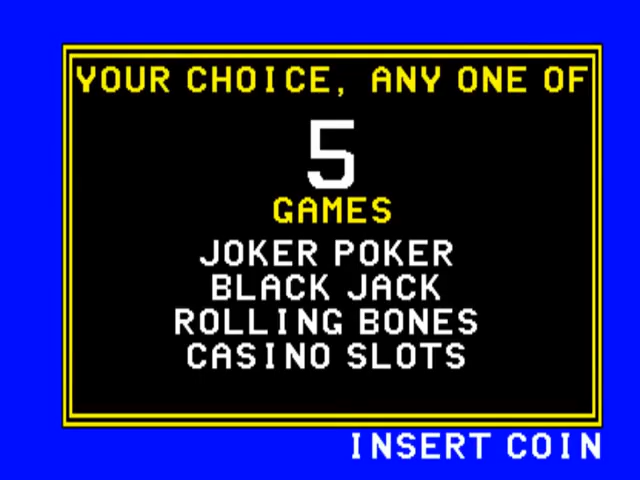 YOUR CHOICE, ANY ONE OF
5
GAMES
JOKER POKER
BLACK JACK
ROLLING BONES
CASINO SLOTS
INSERT COIN